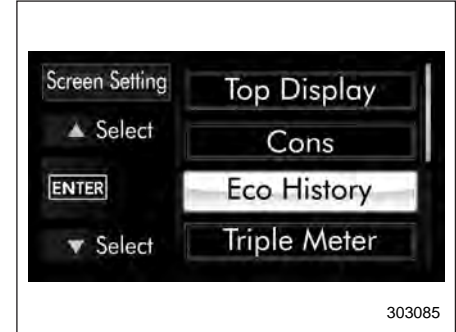 Screen Setting
▲ Select
ENTER
▼ Select
Top Display
Cons
Eco History
Triple Meter
303085